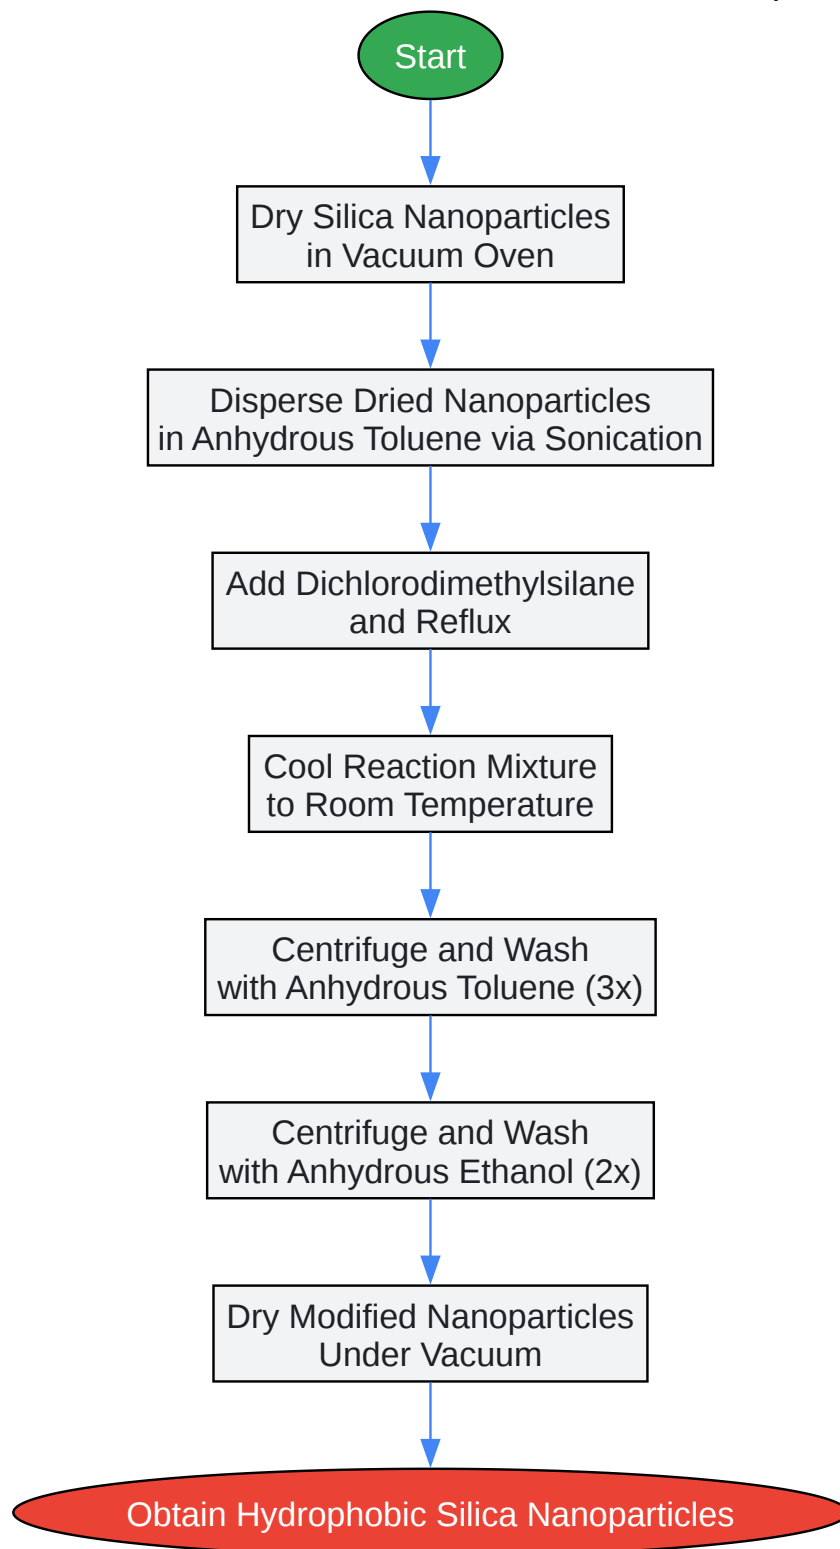 Start
Dry Silica Nanoparticles
in Vacuum Oven
Disperse Dried Nanoparticles
in Anhydrous Toluene via Sonication
Add Dichlorodimethylsilane
and Reflux
Cool Reaction Mixture
to Room Temperature
Centrifuge and Wash
with Anhydrous Toluene (3x)
Centrifuge and Wash
with Anhydrous Ethanol (2x)
Dry Modified Nanoparticles
Under Vacuum
Obtain Hydrophobic Silica Nanoparticles